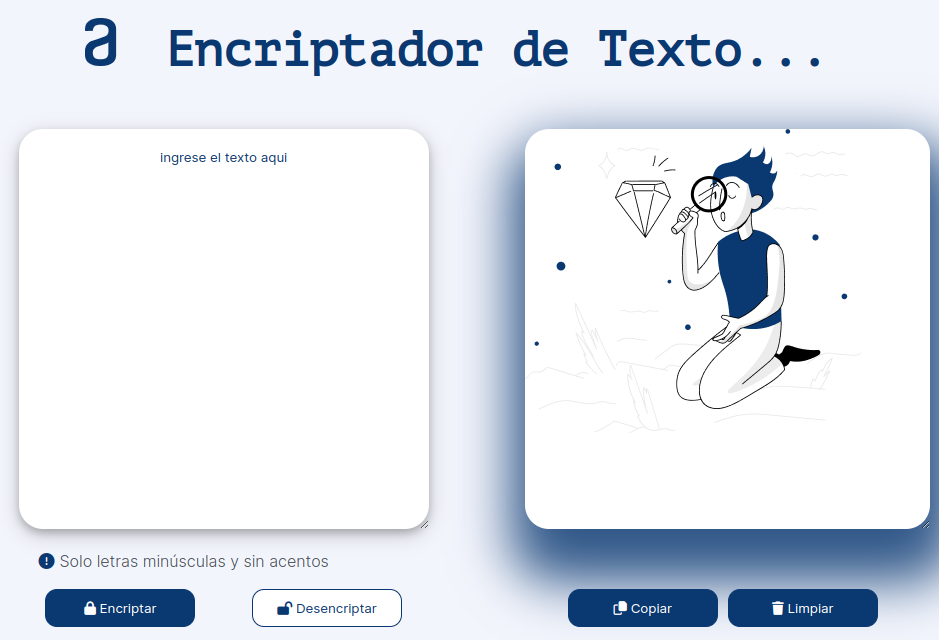 a Encriptador de Texto...
ingrese el texto aqui
Solo letras minúsculas y sin acentos
Encriptar
Desencriptar
Copiar
Limpiar